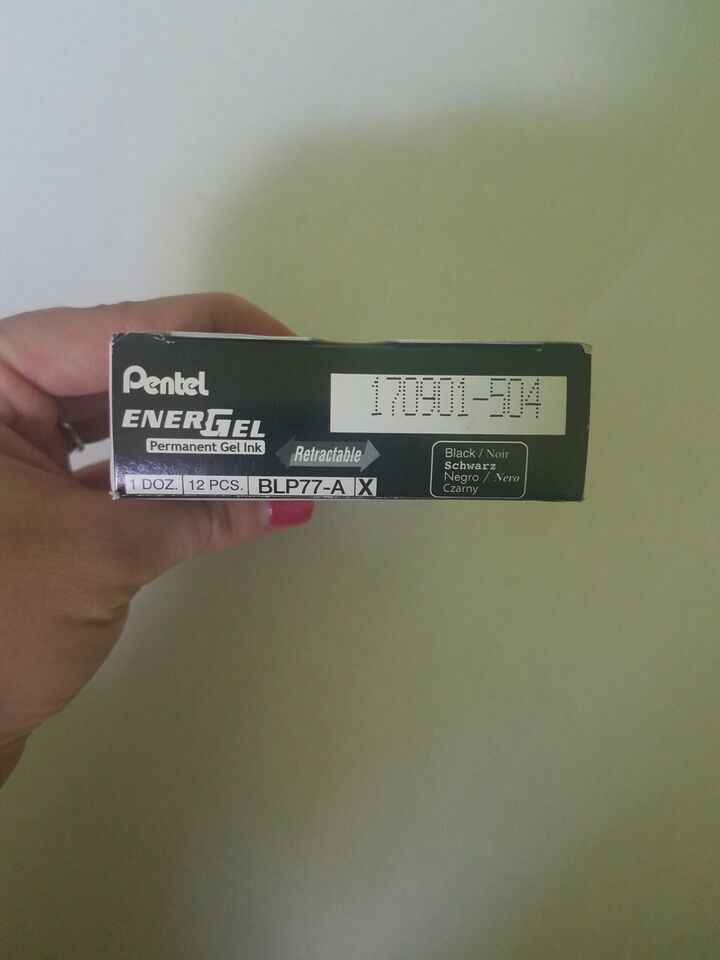 Pentel
170901-504
ENERGEL
Permanent Gel Ink
Retractable
1 DOZ. 12 PCS. BLP77-A X
Black / Noir
Schwarz
Negro / Nero
Czarny